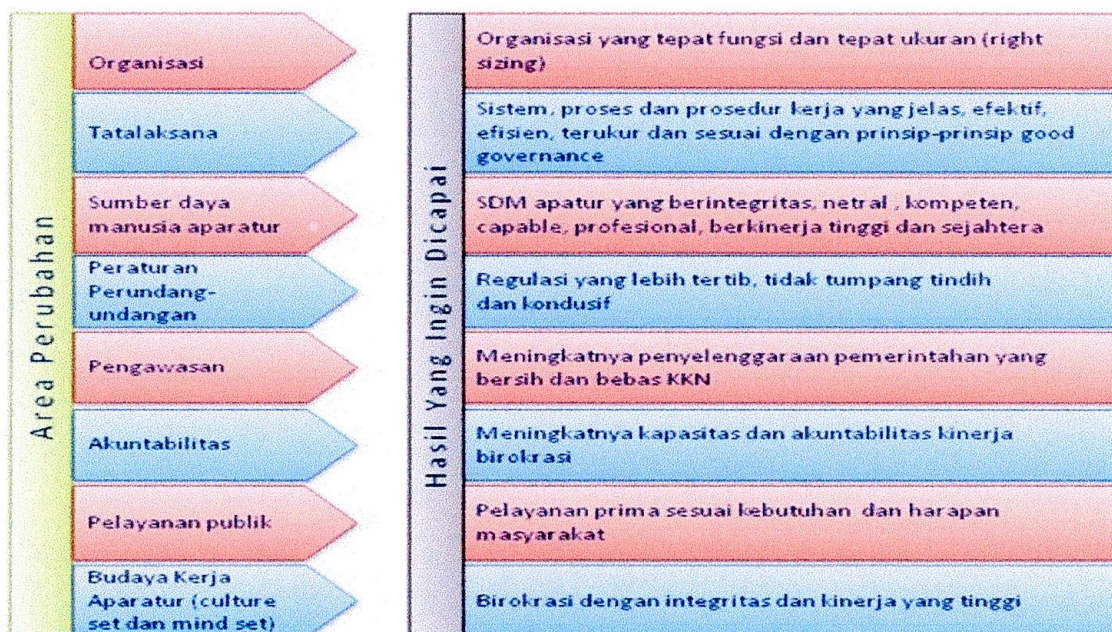 Area Perubahan
Organisasi
Tatalaksana
Sumber daya
manusia aparatur
Peraturan
Perundang-
undangan
Pengawasan
Akuntabilitas
Pelayanan publik
Budaya Kerja
Aparatur (culture
set dan mind set)
Hasil Yang Ingin Dicapai
Organisasi yang tepat fungsi dan tepat ukuran (right
sizing)
Sistem, proses dan prosedur kerja yang jelas, efektif,
efisien, terukur dan sesuai dengan prinsip-prinsip good
governance
SDM apatur yang berintegritas, netral , kompeten,
capable, profesional, berkinerja tinggi dan sejahtera
Regulasi yang lebih tertib, tidak tumpang tindih
dan kondusif
Meningkatnya penyelenggaraan pemerintahan yang
bersih dan bebas KKN
Meningkatnya kapasitas dan akuntabilitas kinerja
birokrasi
Pelayanan prima sesuai kebutuhan dan harapan
masyarakat
Birokrasi dengan integritas dan kinerja yang tinggi